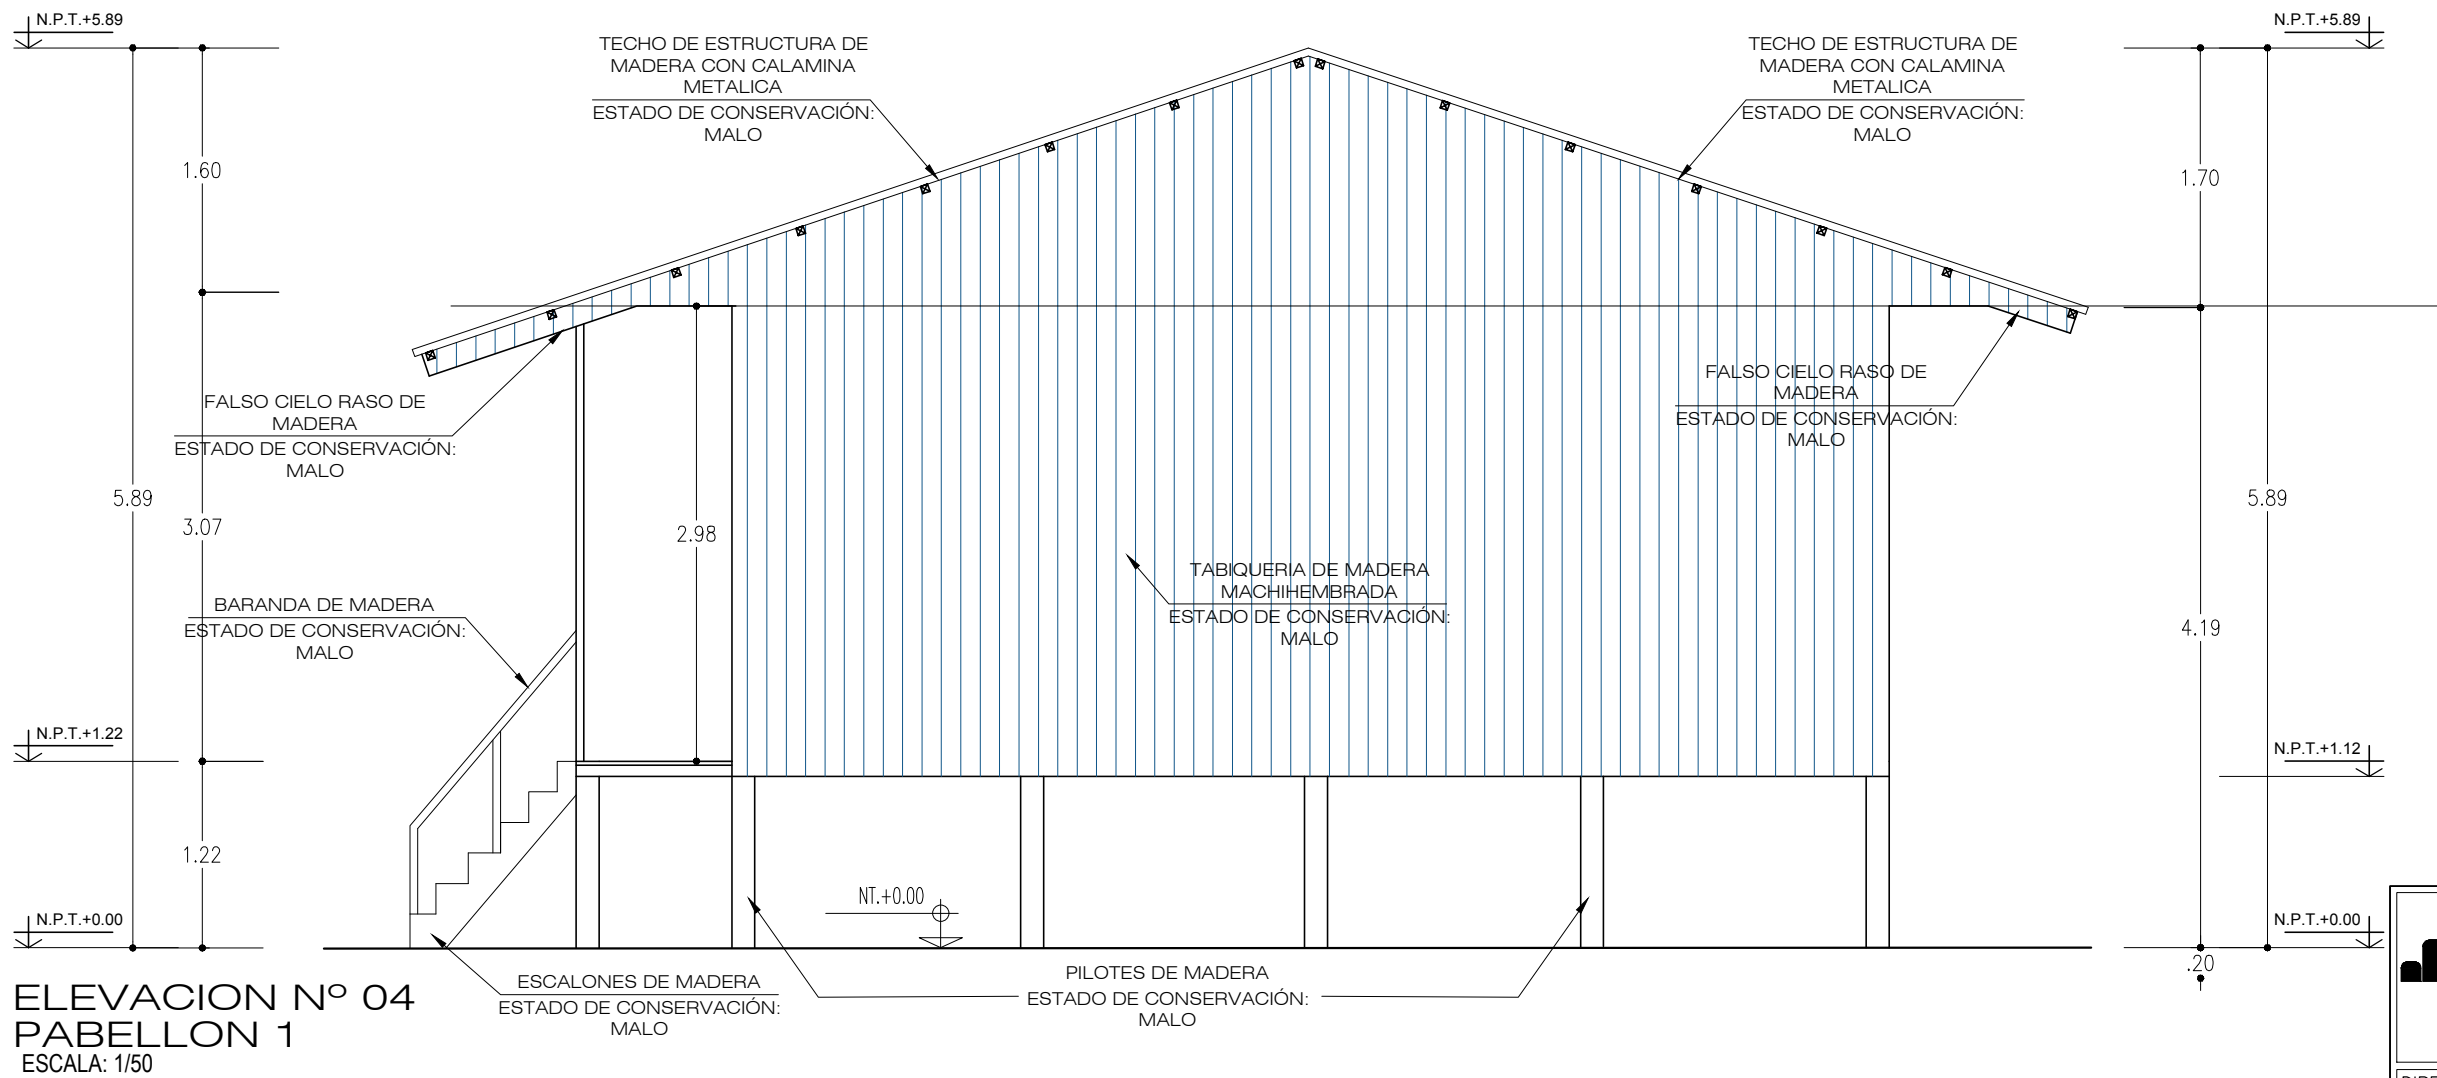 N.P.T.+5.89
N.P.T.+5.89
TECHO DE ESTRUCTURA DE
MADERA CON CALAMINA
METALICA
ESTADO DE CONSERVACIÓN:
MALO
TECHO DE ESTRUCTURA DE
MADERA CON CALAMINA
METALICA
ESTADO DE CONSERVACIÓN:
MALO
1.60
1.70
FALSO CIELO RASO DE
MADERA
ESTADO DE CONSERVACIÓN:
MALO
FALSO CIELO RASO DE
MADERA
ESTADO DE CONSERVACIÓN:
MALO
5.89
3.07
2.98
5.89
TABIQUERIA DE MADERA
MACHIHEMBRADA
ESTADO DE CONSERVACIÓN:
MALO
BARANDA DE MADERA
ESTADO DE CONSERVACIÓN:
MALO
4.19
N.P.T.+1.22
N.P.T.+1.12
1.22
NT.+0.00
N.P.T.+0.00
N.P.T.+0.00
.20
ESCALONES DE MADERA
ESTADO DE CONSERVACIÓN:
MALO
PILOTES DE MADERA
ESTADO DE CONSERVACIÓN:
MALO
ELEVACION Nº 04
PABELLON 1
ESCALA: 1/50